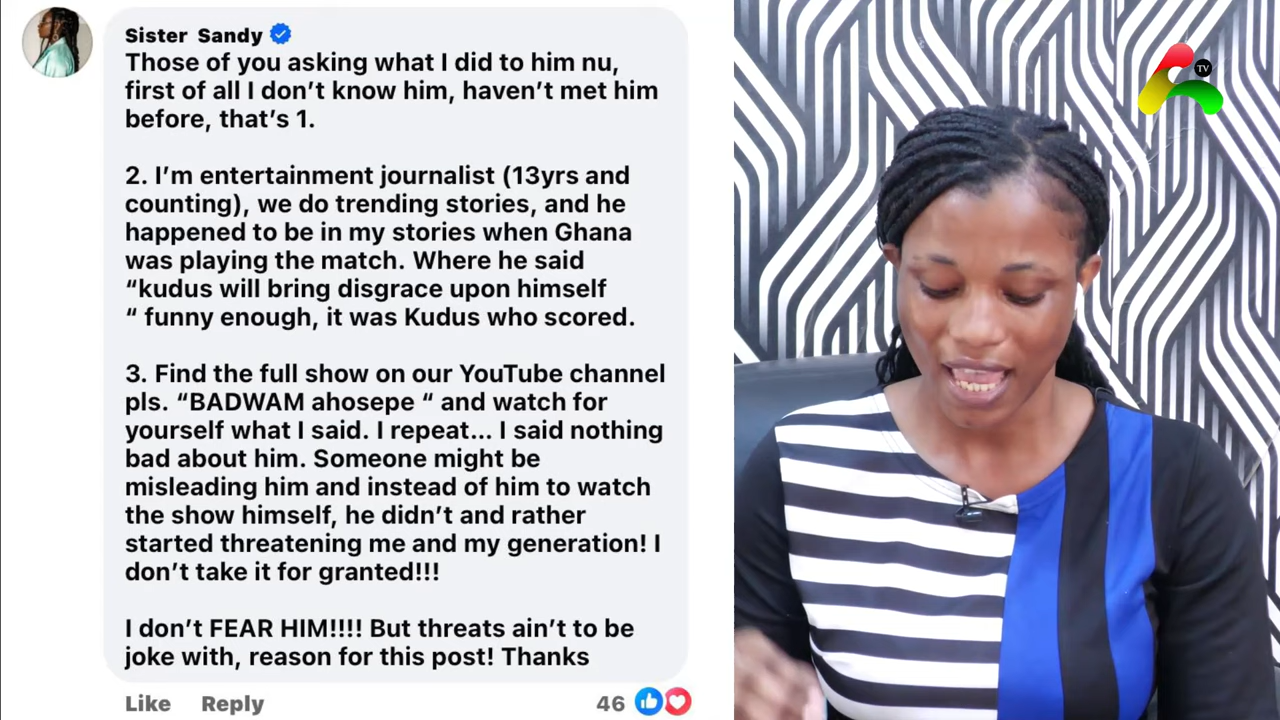 Sister Sandy
Those of you asking what I did to him nu,
first of all I don’t know him, haven’t met him
before, that’s 1.
2. I’m entertainment journalist (13yrs and
counting), we do trending stories, and he
happened to be in my stories when Ghana
was playing the match. Where he said
“kudus will bring disgrace upon himself
“ funny enough, it was Kudus who scored.
3. Find the full show on our YouTube channel
pls. “BADWAM ahosepe “ and watch for
yourself what I said. I repeat... I said nothing
bad about him. Someone might be
misleading him and instead of him to watch
the show himself, he didn’t and rather
started threatening me and my generation! I
don’t take it for granted!!!
I don’t FEAR HIM!!!! But threats ain’t to be
joke with, reason for this post! Thanks
Like Reply 46
TV